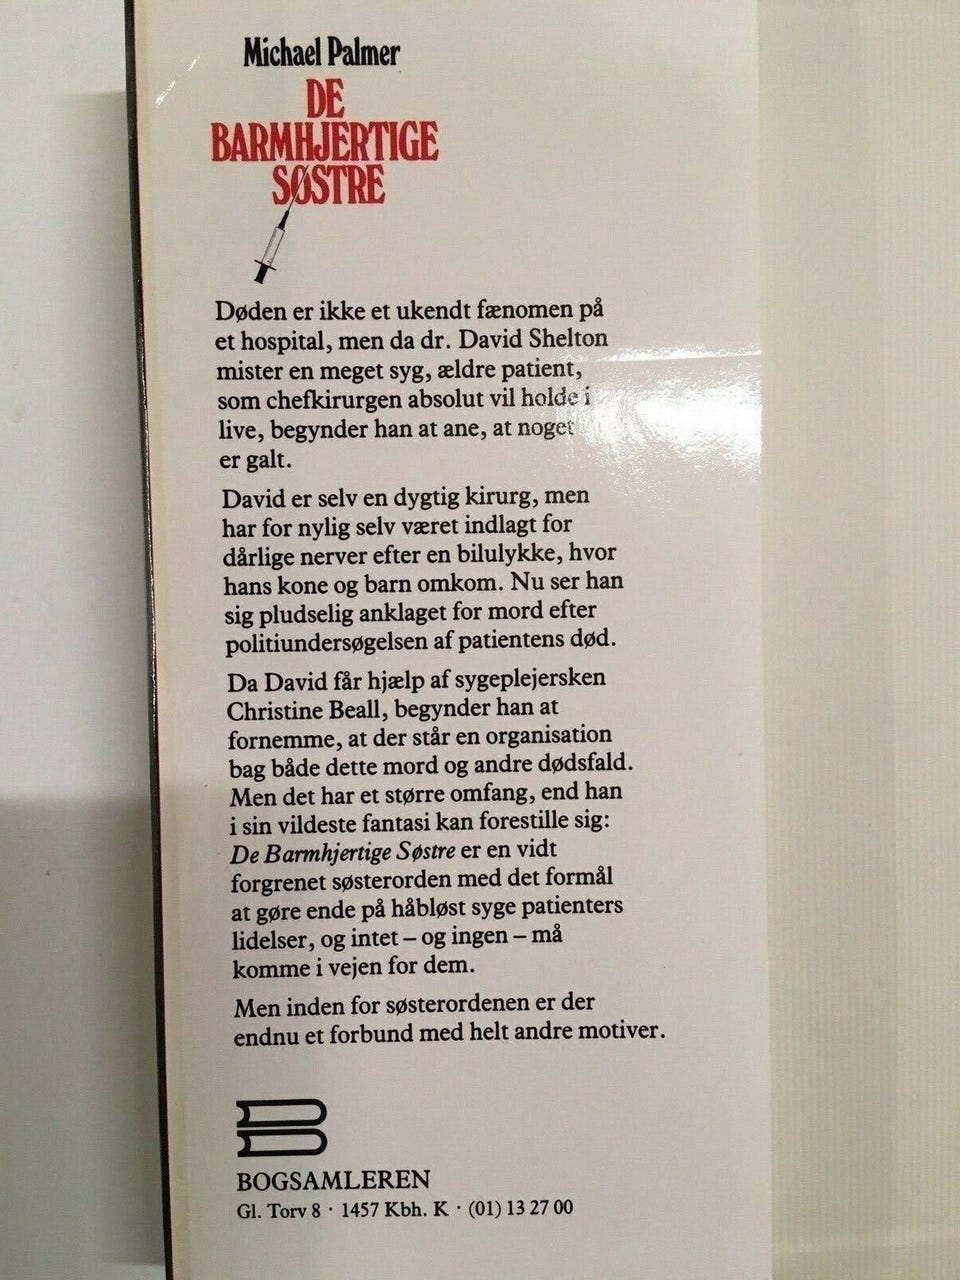 Michael Palmer
DE
BARMHJERTIGE
SØSTRE
Døden er ikke et ukendt fænomen på
et hospital, men da dr. David Shelton
mister en meget syg, ældre patient,
som chefkirurgen absolut vil holde i
live, begynder han at ane, at noget
er galt.
David er selv en dygtig kirurg, men
har for nylig selv været indlagt for
dårlige nerver efter en bilulykke, hvor
hans kone og barn omkom. Nu ser han
sig pludselig anklaget for mord efter
politiundersøgelsen af patientens død.
Da David får hjælp af sygeplejersken
Christine Beall, begynder han at
fornemme, at der står en organisation
bag både dette mord og andre dødsfald.
Men det har et større omfang, end han
i sin vildeste fantasi kan forestille sig:
De Barmhjertige Søstre er en vidt
forgrenet søsterorden med det formål
at gøre ende på håbløst syge patienters
lidelser, og intet – og ingen – må
komme i vejen for dem.
Men inden for søsterordenen er der
endnu et forbund med helt andre motiver.
BOGSAMLEREN
Gl. Torv 8 · 1457 Kbh. K · (01) 13 27 00